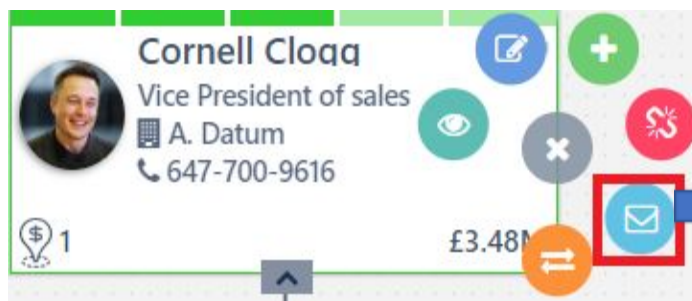 Cornell Clogg
Vice President of sales
A. Datum
647-700-9616
1
£3.48M